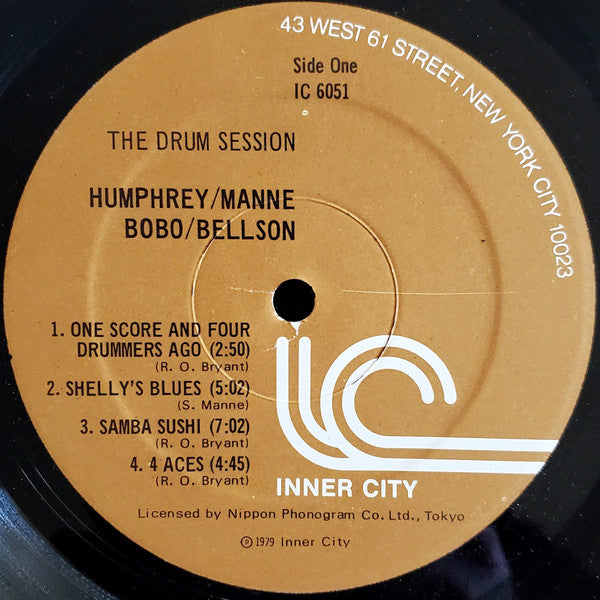 43 WEST 61 STREET, NEW YORK CITY 10023
Side One
IC 6051
THE DRUM SESSION
HUMPHREY/MANNE
BOBO/BELLSON
1. ONE SCORE AND FOUR
DRUMMERS AGO (2:50)
(R. O. Bryant)
2. SHELLY'S BLUES (5:02)
(S. Manne)
3. SAMBA SUSHI (7:02)
(R. O. Bryant)
4. 4 ACES (4:45)
(R. O. Bryant)
ic
INNER CITY
Licensed by Nippon Phonogram Co. Ltd., Tokyo
℗ 1979 Inner City